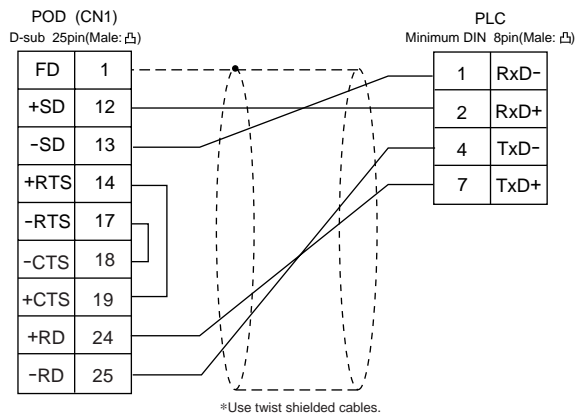 POD (CN1)
D-sub 25pin(Male: 凸)
FD 1
+SD 12
-SD 13
+RTS 14
-RTS 17
-CTS 18
+CTS 19
+RD 24
-RD 25
PLC
Minimum DIN 8pin(Male: 凸)
1 RxD-
2 RxD+
4 TxD-
7 TxD+
*Use twist shielded cables.